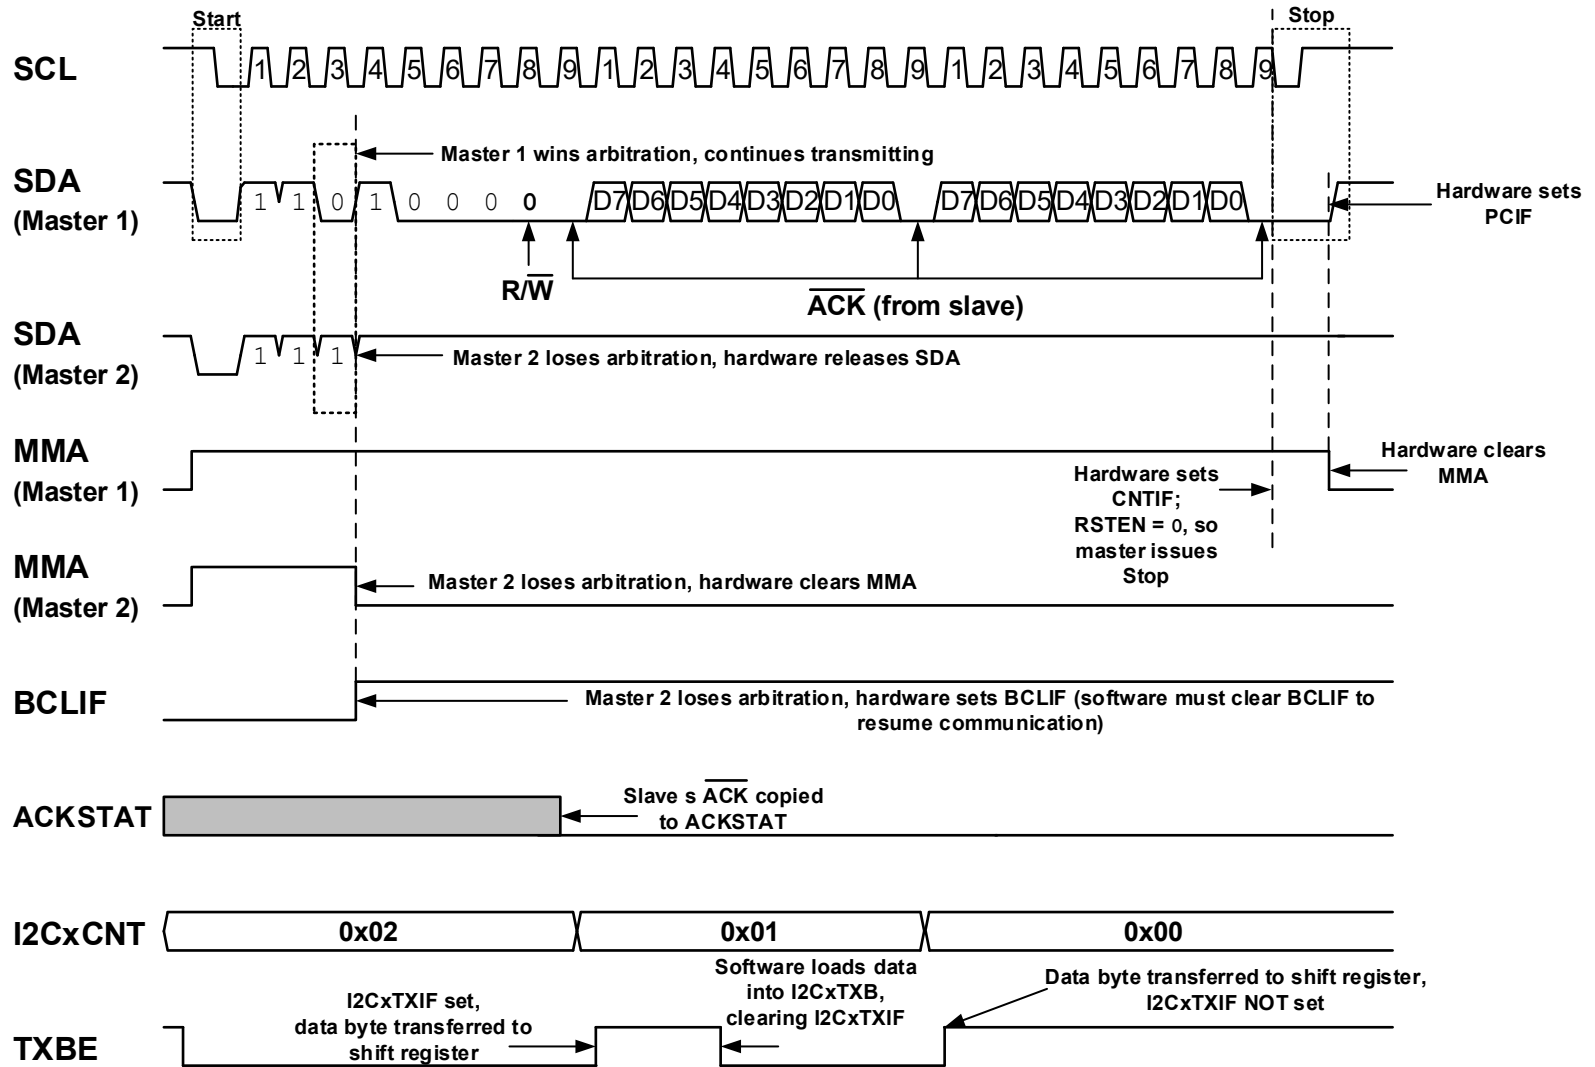 Start
Stop
SCL
1 2 3 4 5 6 7 8 9 1 2 3 4 5 6 7 8 9 1 2 3 4 5 6 7 8 9
Master 1 wins arbitration, continues transmitting
SDA
(Master 1)
1 1 0 1 0 0 0 0 D7 D6 D5 D4 D3 D2 D1 D0 D7 D6 D5 D4 D3 D2 D1 D0
Hardware sets
PCIF
R/W
ACK (from slave)
SDA
(Master 2)
1 1 1
Master 2 loses arbitration, hardware releases SDA
MMA
(Master 1)
Hardware sets
CNTIF;
RSTEN = 0, so
master issues
Stop
Hardware clears
MMA
MMA
(Master 2)
Master 2 loses arbitration, hardware clears MMA
BCLIF
Master 2 loses arbitration, hardware sets BCLIF (software must clear BCLIF to
resume communication)
ACKSTAT
Slave s ACK copied
to ACKSTAT
I2CxCNT
0x02 0x01 0x00
TXBE
I2CxTXIF set,
data byte transferred to
shift register
Software loads data
into I2CxTXB,
clearing I2CxTXIF
Data byte transferred to shift register,
I2CxTXIF NOT set